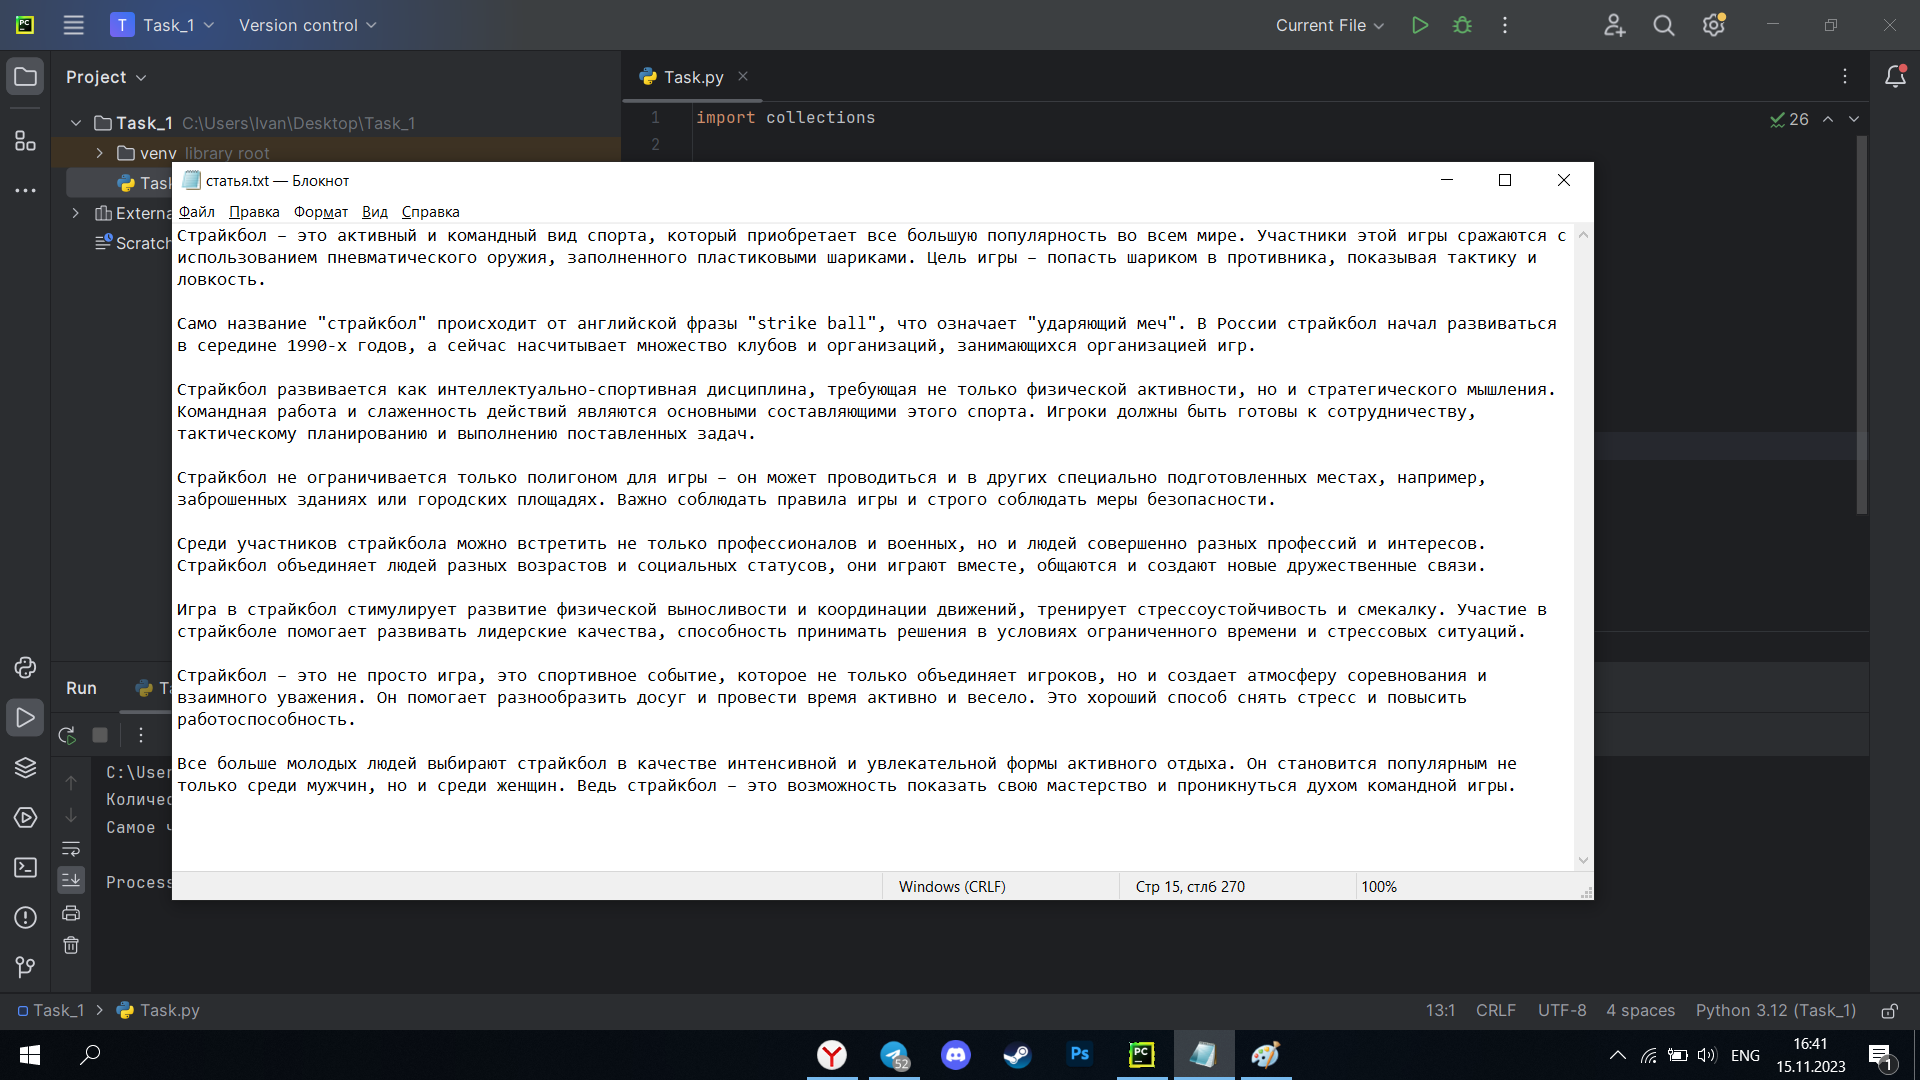 T Task_1 Version control Current File
Project
Task.py
Task_1 C:\Users\Ivan\Desktop\Task_1
1 import collections
26
2
venv library root
Task
статья.txt — Блокнот
Externa
Файл Правка Формат Вид Справка
Scratch
Страйкбол – это активный и командный вид спорта, который приобретает все большую популярность во всем мире. Участники этой игры сражаются с
использованием пневматического оружия, заполненного пластиковыми шариками. Цель игры – попасть шариком в противника, показывая тактику и
ловкость.
Само название "страйкбол" происходит от английской фразы "strike ball", что означает "ударяющий меч". В России страйкбол начал развиваться
в середине 1990-х годов, а сейчас насчитывает множество клубов и организаций, занимающихся организацией игр.
Страйкбол развивается как интеллектуально-спортивная дисциплина, требующая не только физической активности, но и стратегического мышления.
Командная работа и слаженность действий являются основными составляющими этого спорта. Игроки должны быть готовы к сотрудничеству,
тактическому планированию и выполнению поставленных задач.
Страйкбол не ограничивается только полигоном для игры – он может проводиться и в других специально подготовленных местах, например,
заброшенных зданиях или городских площадях. Важно соблюдать правила игры и строго соблюдать меры безопасности.
Среди участников страйкбола можно встретить не только профессионалов и военных, но и людей совершенно разных профессий и интересов.
Страйкбол объединяет людей разных возрастов и социальных статусов, они играют вместе, общаются и создают новые дружественные связи.
Игра в страйкбол стимулирует развитие физической выносливости и координации движений, тренирует стрессоустойчивость и смекалку. Участие в
страйкболе помогает развивать лидерские качества, способность принимать решения в условиях ограниченного времени и стрессовых ситуаций.
Страйкбол – это не просто игра, это спортивное событие, которое не только объединяет игроков, но и создает атмосферу соревнования и
взаимного уважения. Он помогает разнообразить досуг и провести время активно и весело. Это хороший способ снять стресс и повысить
работоспособность.
Все больше молодых людей выбирают страйкбол в качестве интенсивной и увлекательной формы активного отдыха. Он становится популярным не
только среди мужчин, но и среди женщин. Ведь страйкбол – это возможность показать свою мастерство и проникнуться духом командной игры.
Windows (CRLF) Стр 15, стлб 270 100%
Run
C:\User
Количес
Самое
Process
Task_1 > Task.py 13:1 CRLF UTF-8 4 spaces Python 3.12 (Task_1)
52 Ps PC ENG 16:41
15.11.2023 1